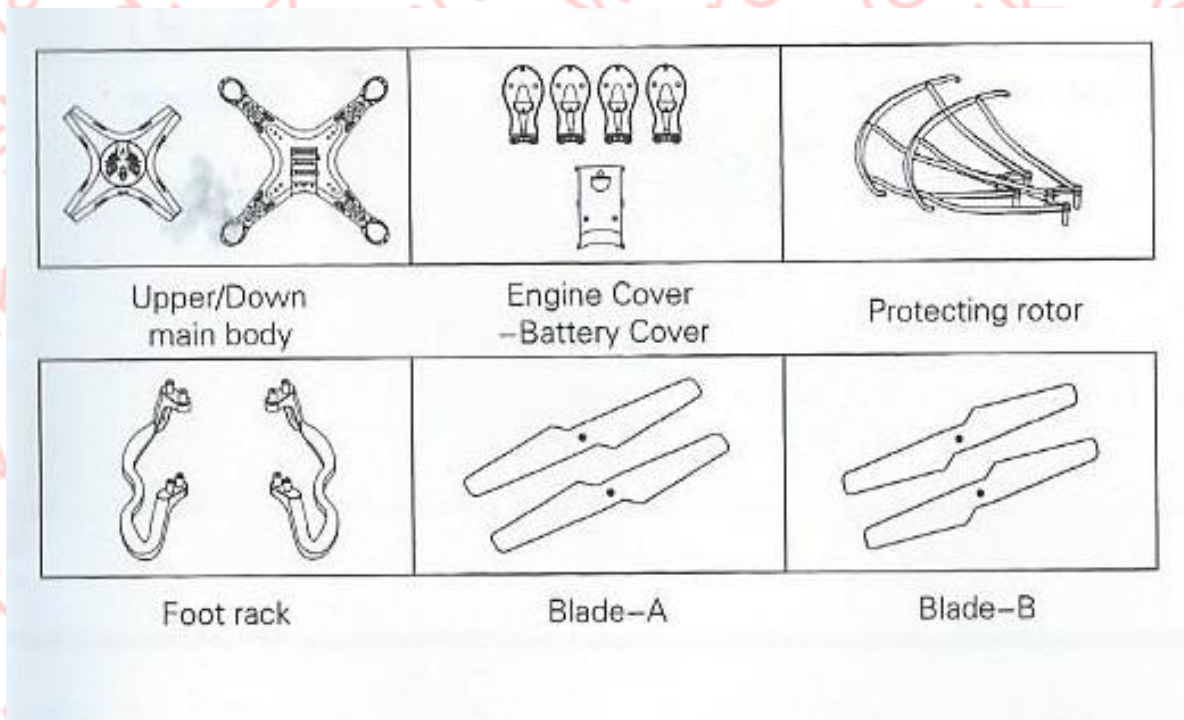 Upper/Down
main body
Engine Cover
–Battery Cover
Protecting rotor
Foot rack
Blade–A
Blade–B